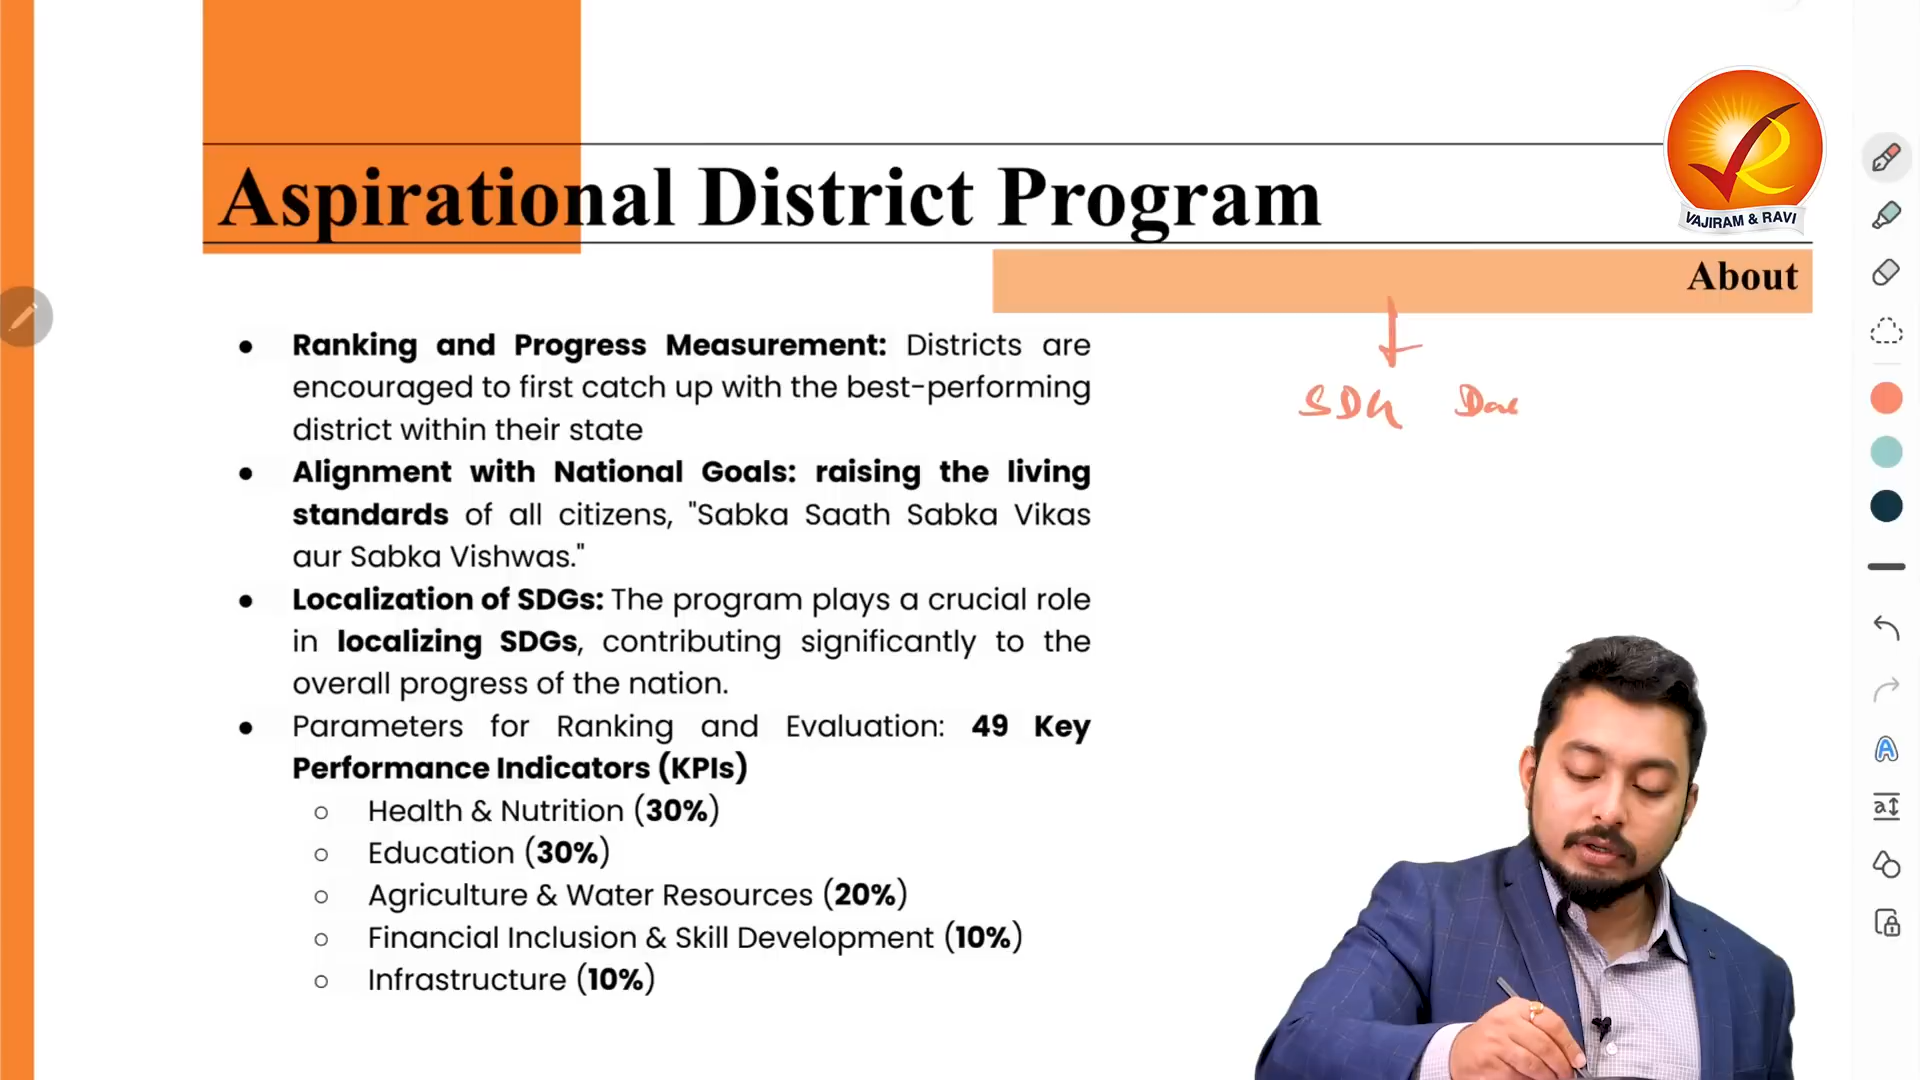 Aspirational District Program
VAJIRAM & RAVI
About
● Ranking and Progress Measurement: Districts are
encouraged to first catch up with the best-performing
district within their state
● Alignment with National Goals: raising the living
standards of all citizens, "Sabka Saath Sabka Vikas
aur Sabka Vishwas."
● Localization of SDGs: The program plays a crucial role
in localizing SDGs, contributing significantly to the
overall progress of the nation.
● Parameters for Ranking and Evaluation: 49 Key
Performance Indicators (KPIs)
○ Health & Nutrition (30%)
○ Education (30%)
○ Agriculture & Water Resources (20%)
○ Financial Inclusion & Skill Development (10%)
○ Infrastructure (10%)
SDG